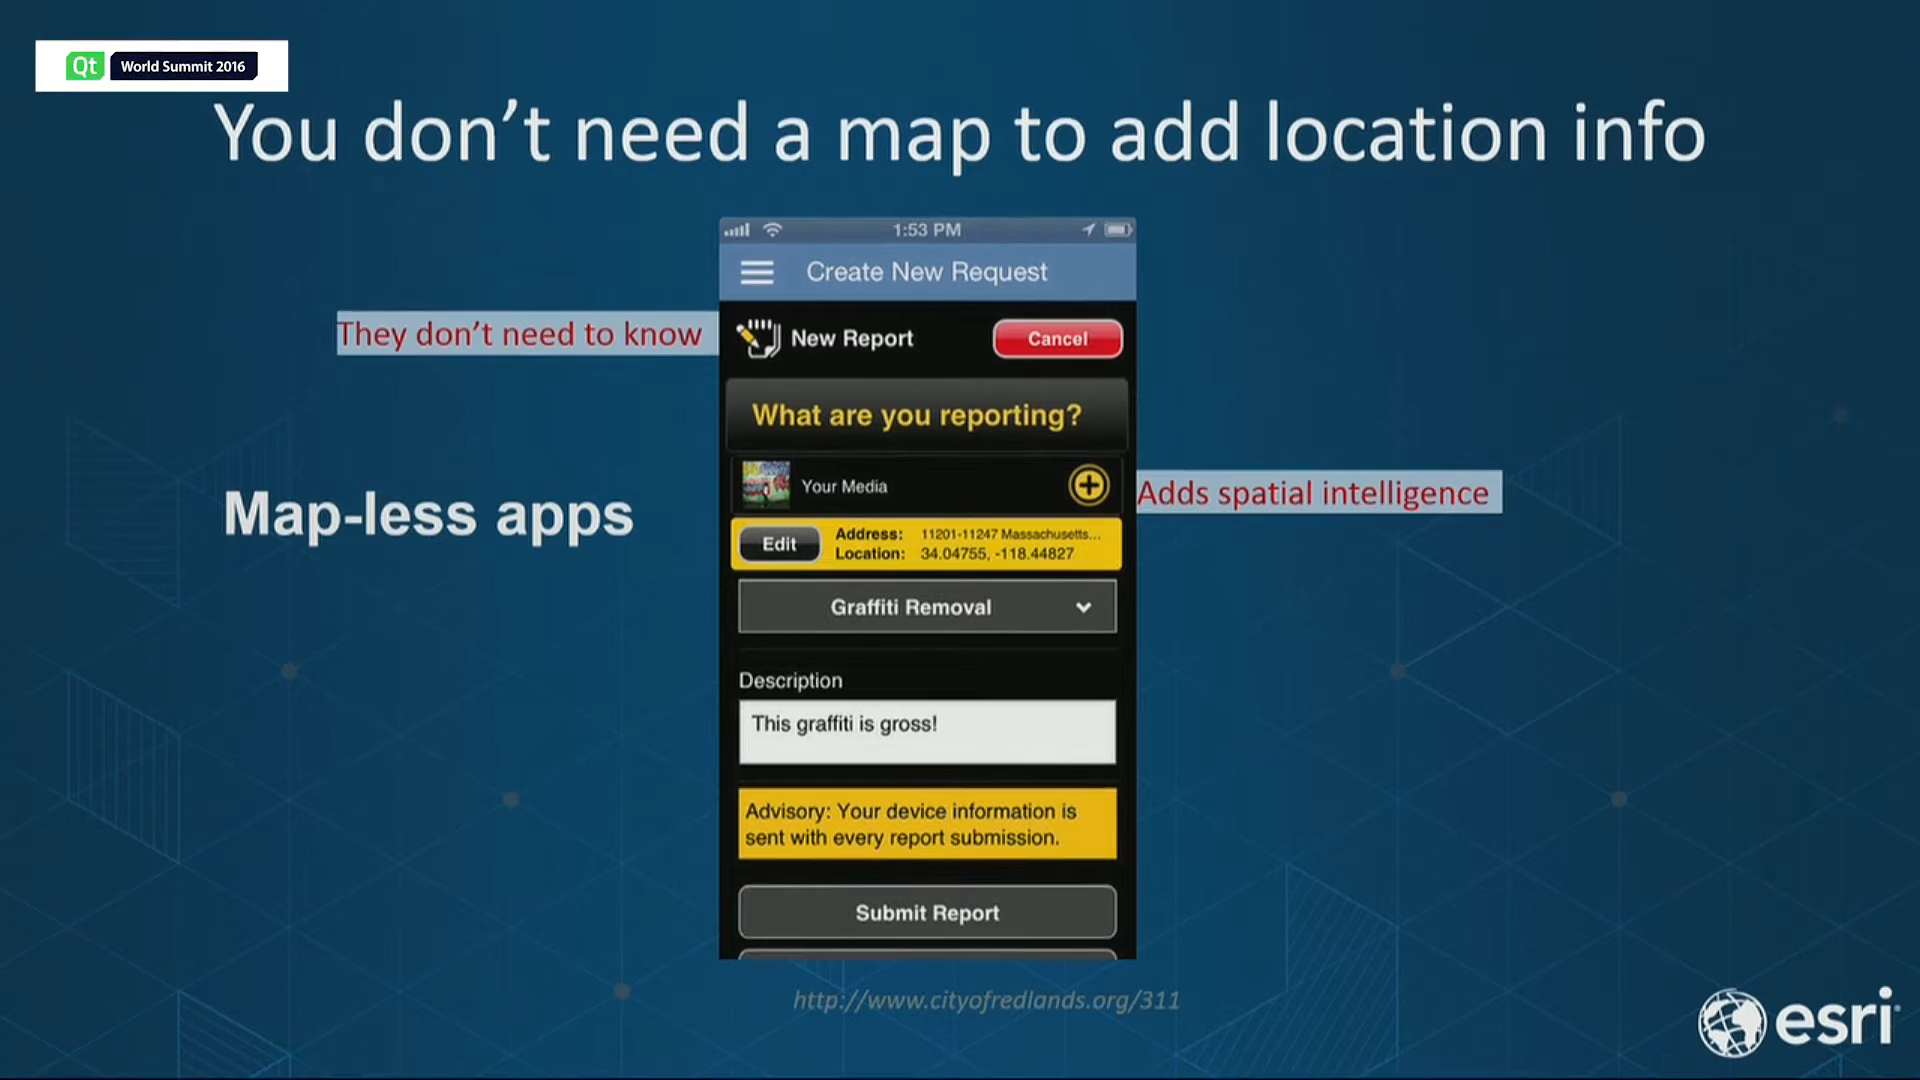 Qt World Summit 2016
You don't need a map to add location info
1:53 PM
Create New Request
They don't need to know
New Report
Cancel
What are you reporting?
Your Media
Adds spatial intelligence
Map-less apps
Edit
Address: 11201-11247 Massachusetts...
Location: 34.04755, -118.44827
Graffiti Removal
Description
This graffiti is gross!
Advisory: Your device information is
sent with every report submission.
Submit Report
http://www.cityofredlands.org/311
esri